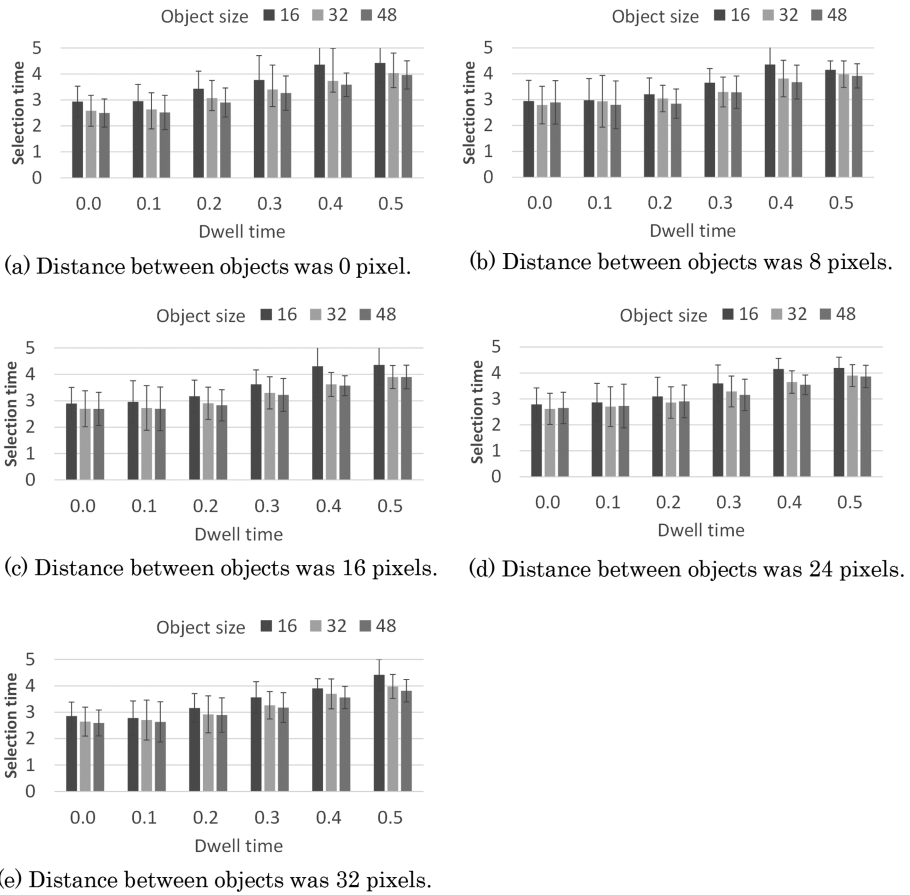 Object size 16 32 48
Object size 16 32 48
Selection time
5
4
3
2
1
0
0.0 0.1 0.2 0.3 0.4 0.5
Dwell time
(a) Distance between objects was 0 pixel.
Selection time
5
4
3
2
1
0
0.0 0.1 0.2 0.3 0.4 0.5
Dwell time
(b) Distance between objects was 8 pixels.
Object size 16 32 48
Selection time
5
4
3
2
1
0
0.0 0.1 0.2 0.3 0.4 0.5
Dwell time
(c) Distance between objects was 16 pixels.
Object size 16 32 48
Selection time
5
4
3
2
1
0
0.0 0.1 0.2 0.3 0.4 0.5
Dwell time
(d) Distance between objects was 24 pixels.
Object size 16 32 48
Selection time
5
4
3
2
1
0
0.0 0.1 0.2 0.3 0.4 0.5
Dwell time
(e) Distance between objects was 32 pixels.